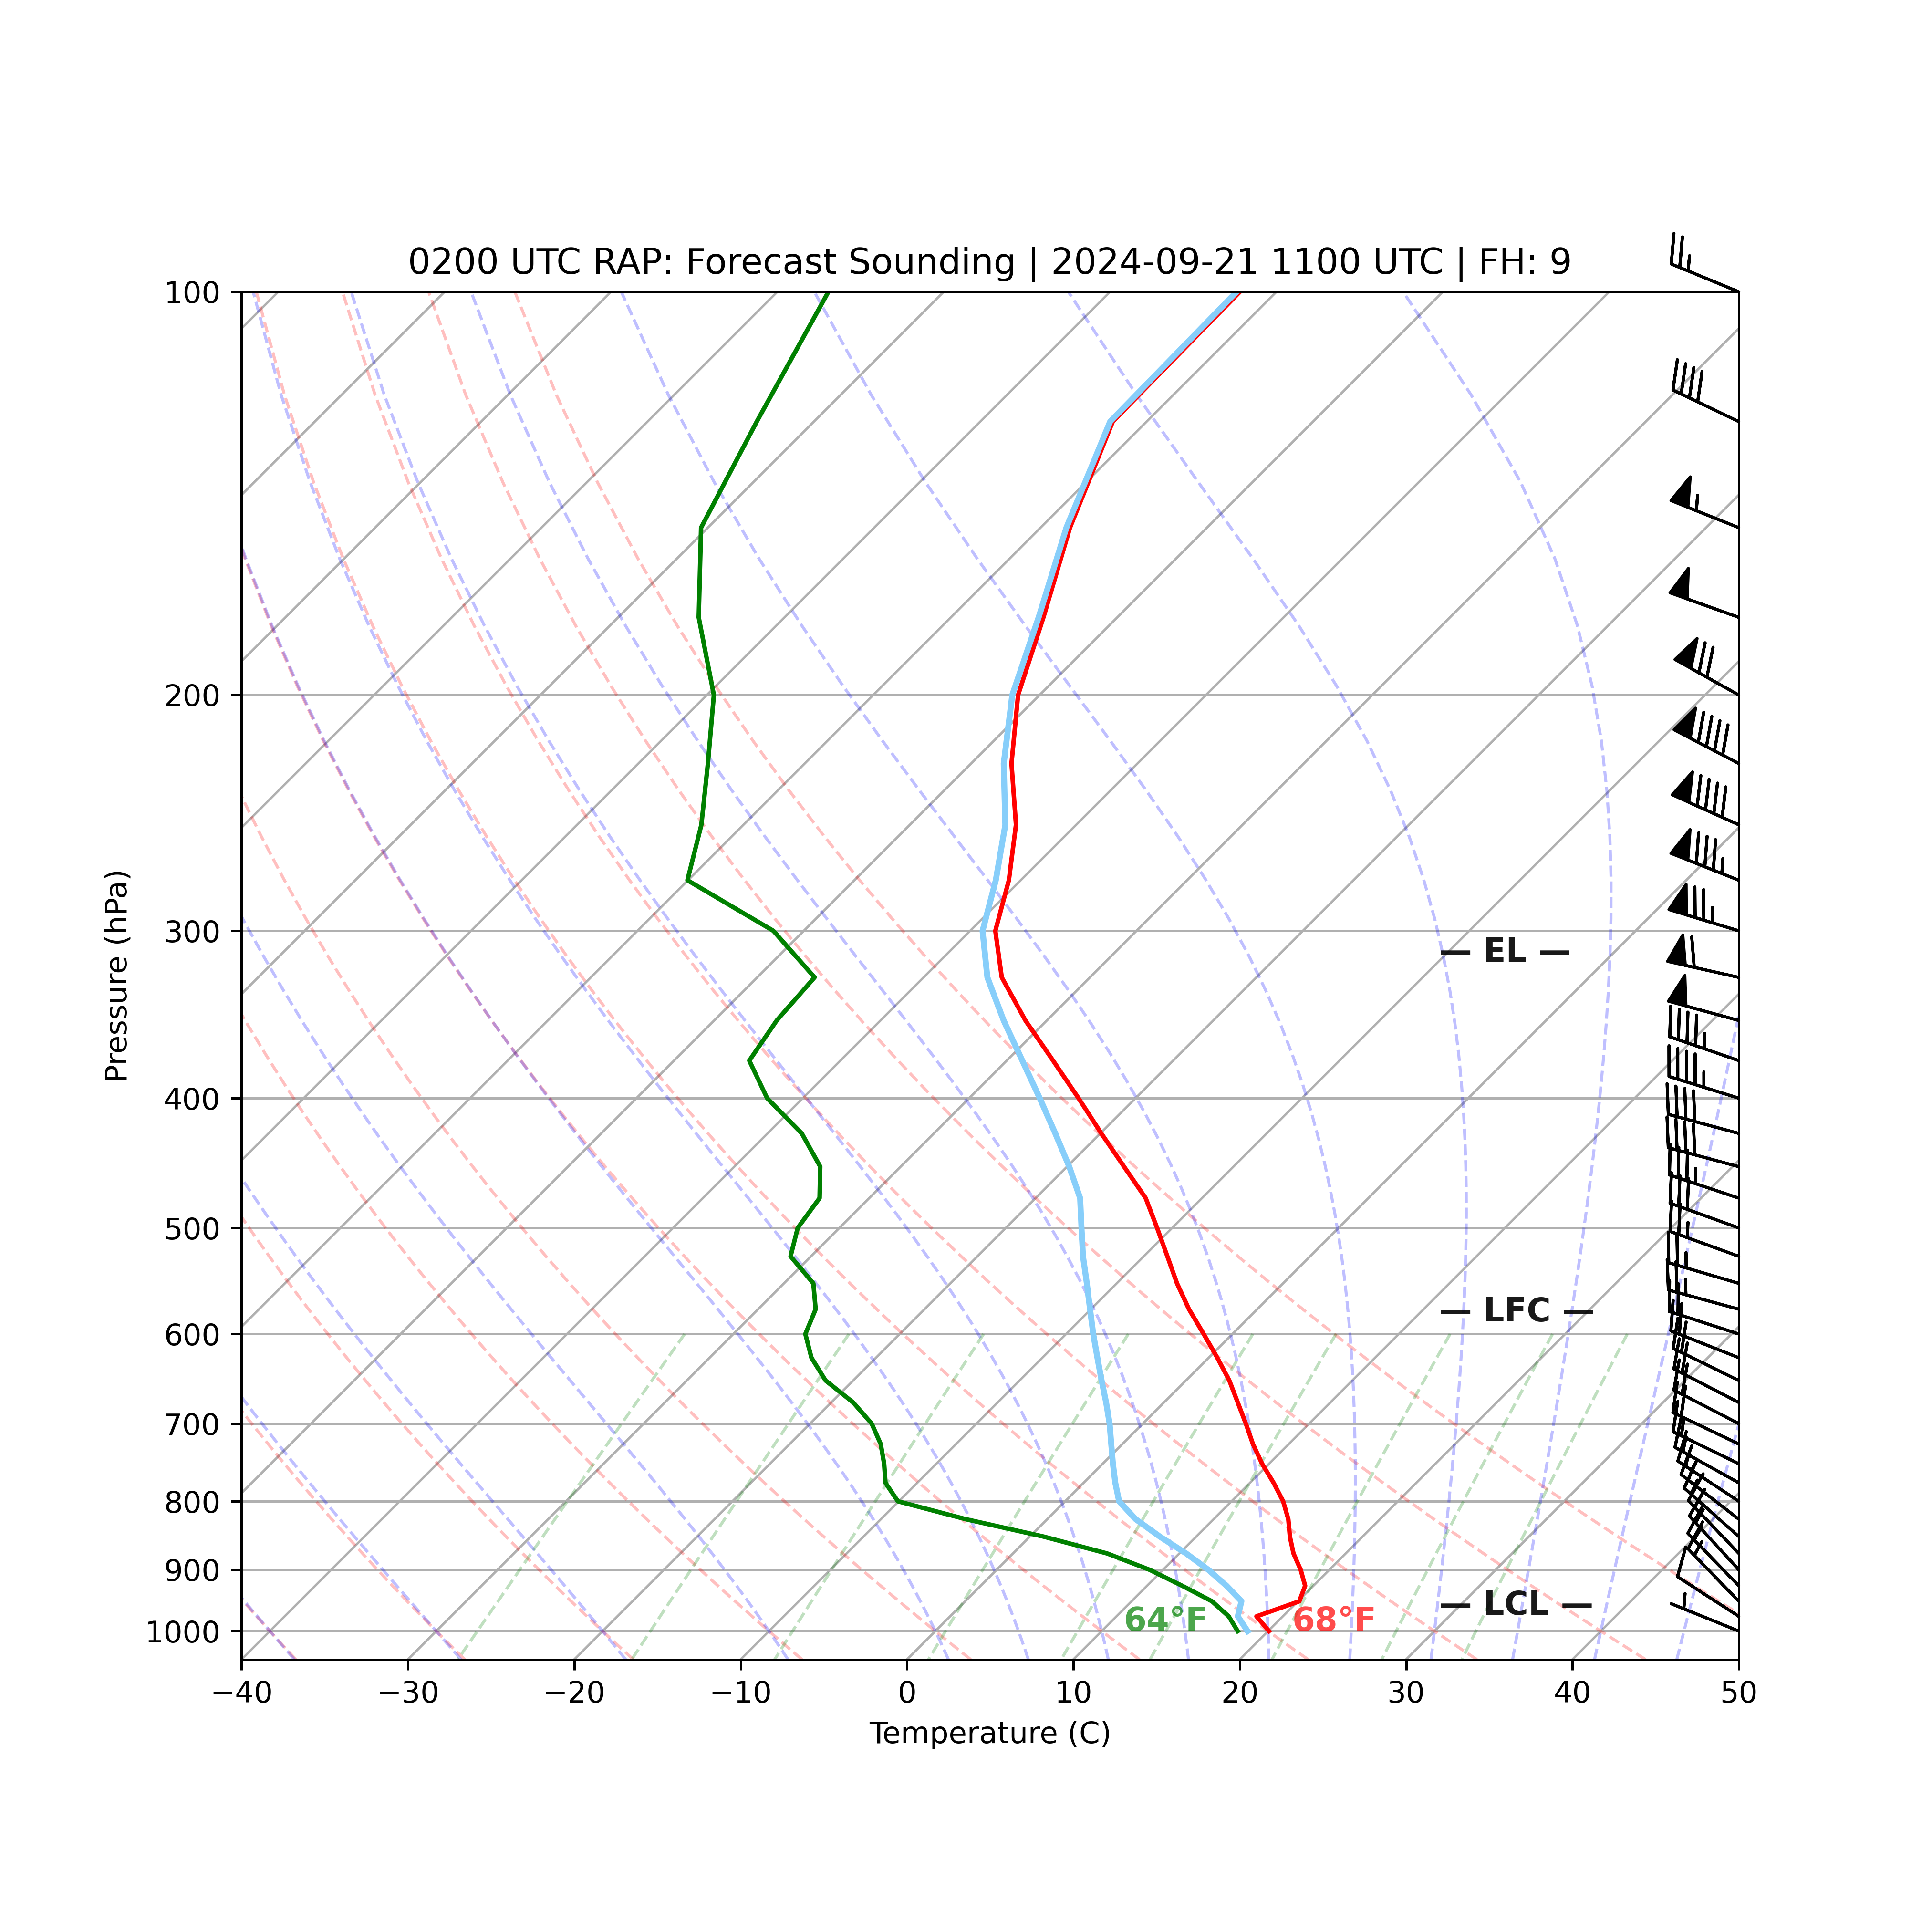 0200 UTC RAP: Forecast Sounding | 2024-09-21 1100 UTC | FH: 9
100
200
300
— EL —
400
500
— LFC —
600
700
800
900
— LCL —
64°F 68°F
1000
−40 −30 −20 −10 0 10 20 30 40 50
Temperature (C)
Pressure (hPa)